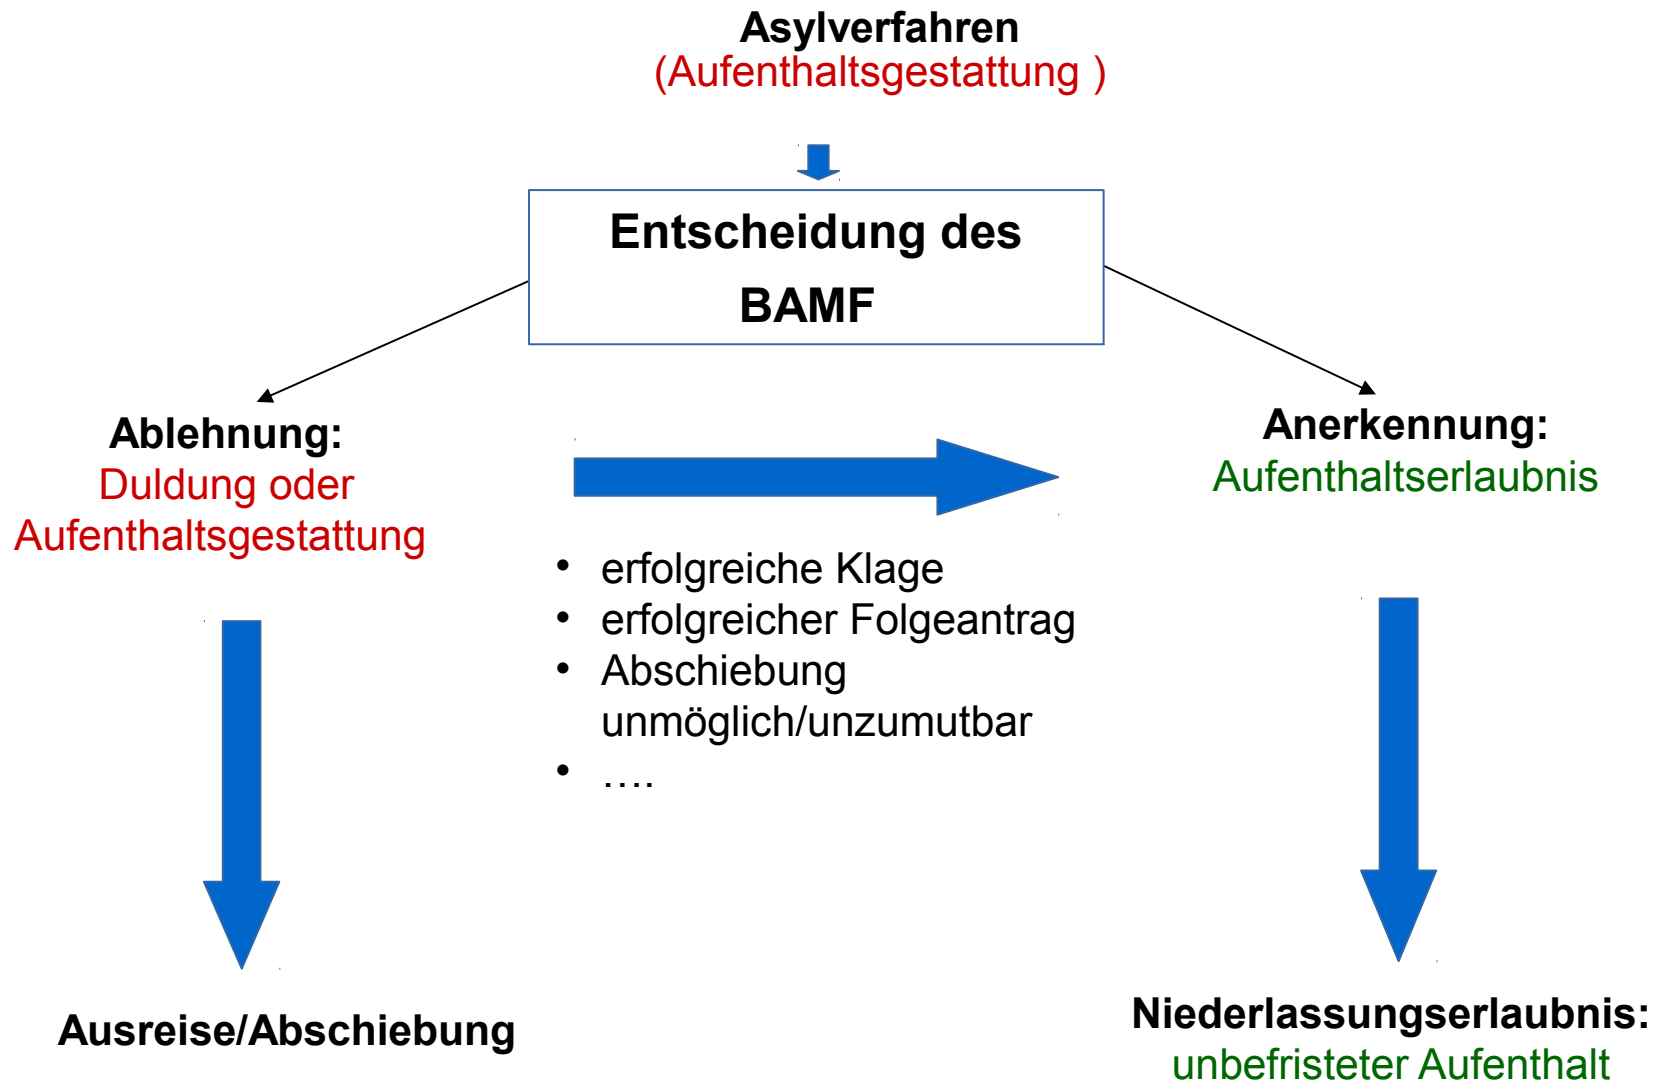 Asylverfahren
(Aufenthaltsgestattung )
Entscheidung des
BAMF
Ablehnung:
Duldung oder
Aufenthaltsgestattung
Anerkennung:
Aufenthaltserlaubnis
• erfolgreiche Klage
• erfolgreicher Folgeantrag
• Abschiebung
unmöglich/unzumutbar
• ….
Ausreise/Abschiebung
Niederlassungserlaubnis:
unbefristeter Aufenthalt